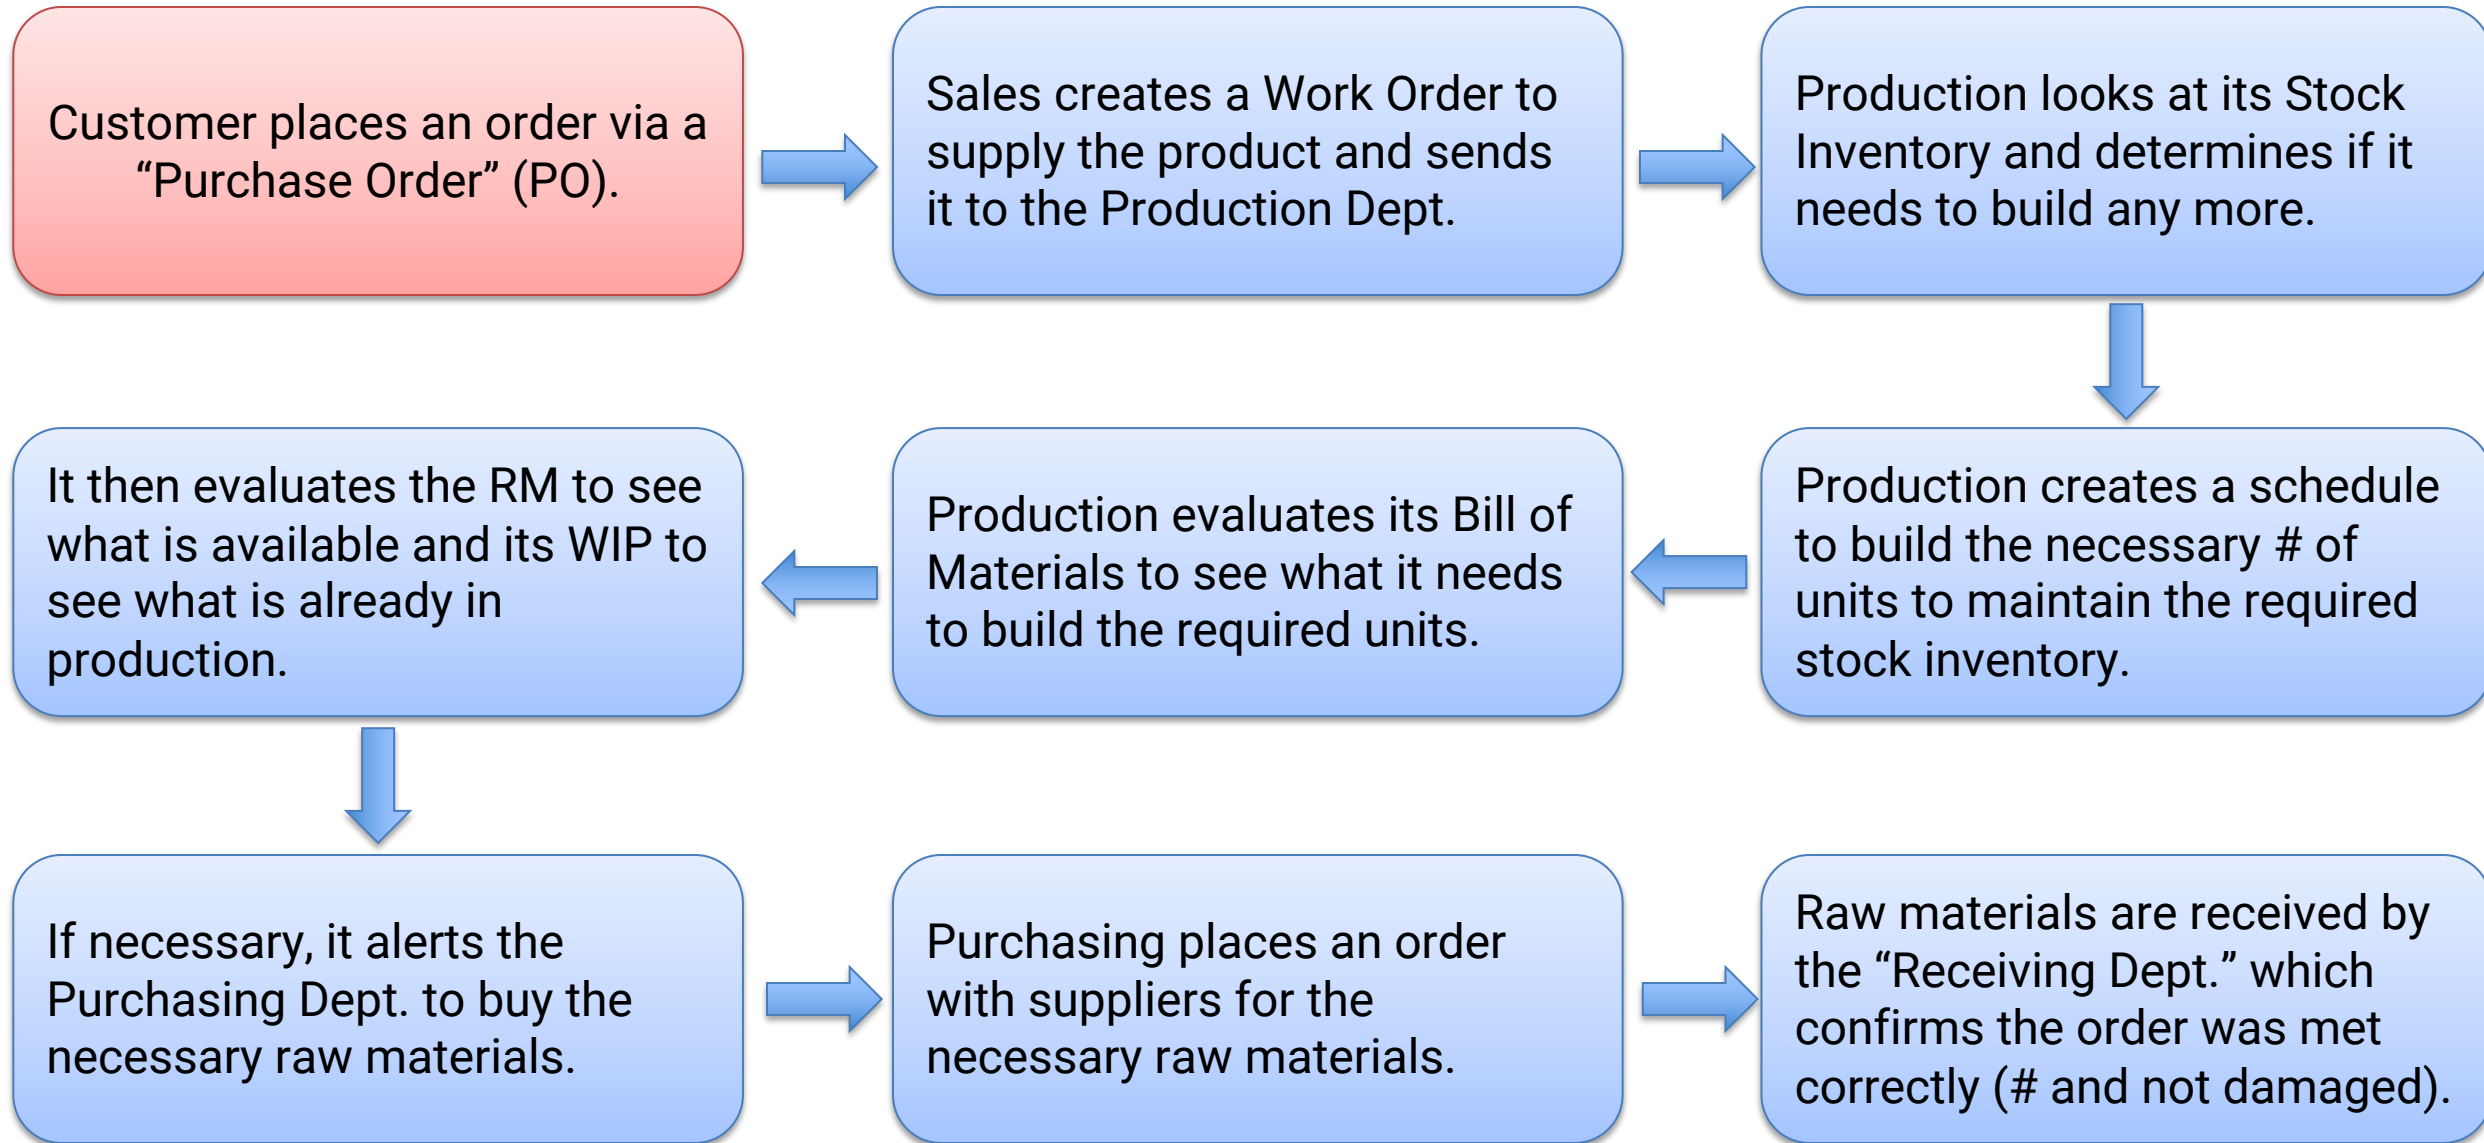 Customer places an order via a
“Purchase Order” (PO).
Sales creates a Work Order to
supply the product and sends
it to the Production Dept.
Production looks at its Stock
Inventory and determines if it
needs to build any more.
Production creates a schedule
to build the necessary # of
units to maintain the required
stock inventory.
Production evaluates its Bill of
Materials to see what it needs
to build the required units.
It then evaluates the RM to see
what is available and its WIP to
see what is already in
production.
If necessary, it alerts the
Purchasing Dept. to buy the
necessary raw materials.
Purchasing places an order
with suppliers for the
necessary raw materials.
Raw materials are received by
the “Receiving Dept.” which
confirms the order was met
correctly (# and not damaged).